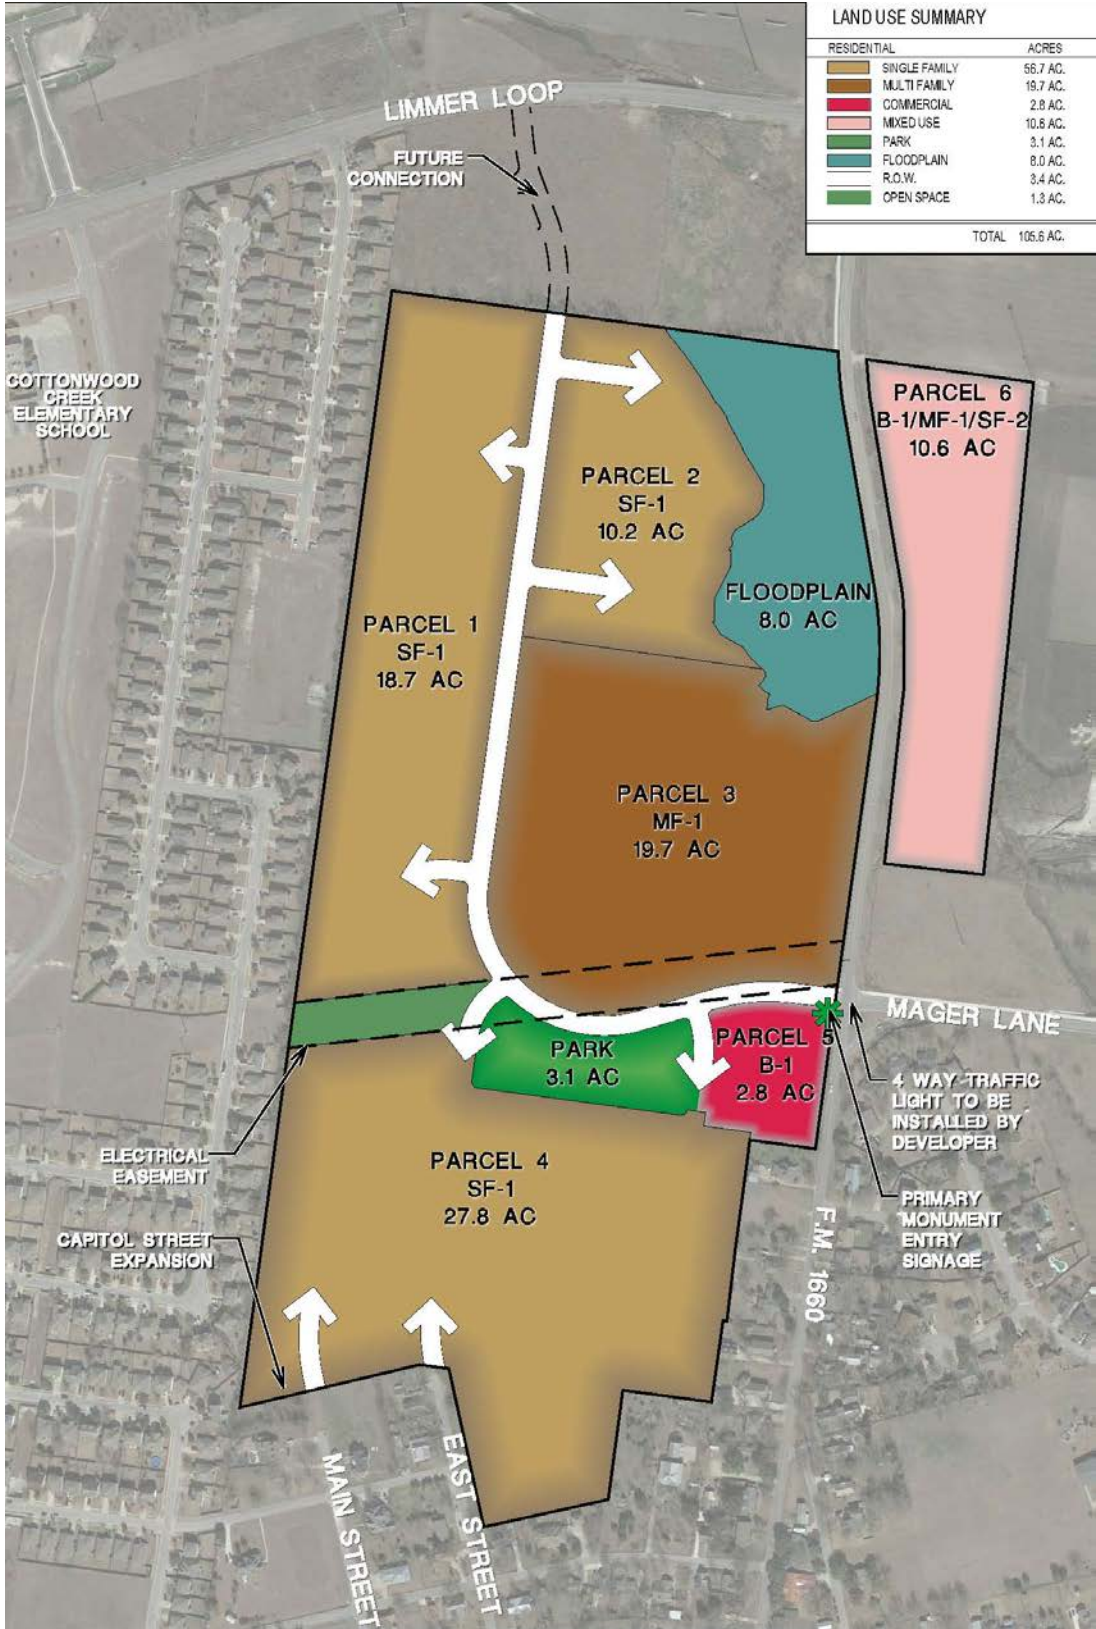 LAND USE SUMMARY
RESIDENTIAL ACRES
SINGLE FAMILY 56.7 AC.
MULTI FAMILY 19.7 AC.
COMMERCIAL 2.8 AC.
MIXED USE 10.6 AC.
PARK 3.1 AC.
FLOODPLAIN 8.0 AC.
R.O.W. 3.4 AC.
OPEN SPACE 1.3 AC.
TOTAL 105.6 AC.
LIMMER LOOP
FUTURE
CONNECTION
COTTONWOOD
CREEK
ELEMENTARY
SCHOOL
PARCEL 6
B-1/MF-1/SF-2
10.6 AC
PARCEL 2
SF-1
10.2 AC
FLOODPLAIN
8.0 AC
PARCEL 1
SF-1
18.7 AC
PARCEL 3
MF-1
19.7 AC
MAGER LANE
PARCEL 5
B-1
2.8 AC
PARK
3.1 AC
4 WAY TRAFFIC
LIGHT TO BE
INSTALLED BY
DEVELOPER
ELECTRICAL
EASEMENT
PARCEL 4
SF-1
27.8 AC
PRIMARY
MONUMENT
ENTRY
SIGNAGE
CAPITOL STREET
EXPANSION
F.M. 1660
MAIN STREET
EAST STREET